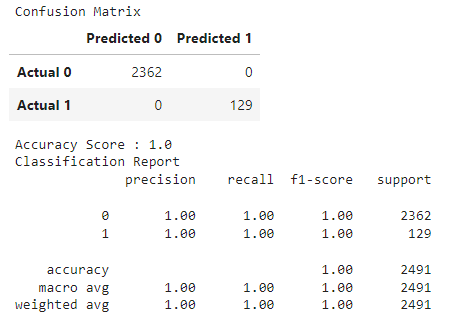 Confusion Matrix
Predicted 0 Predicted 1
Actual 0 2362 0
Actual 1 0 129
Accuracy Score : 1.0
Classification Report
precision recall f1-score support
0 1.00 1.00 1.00 2362
1 1.00 1.00 1.00 129
accuracy 1.00 2491
macro avg 1.00 1.00 1.00 2491
weighted avg 1.00 1.00 1.00 2491